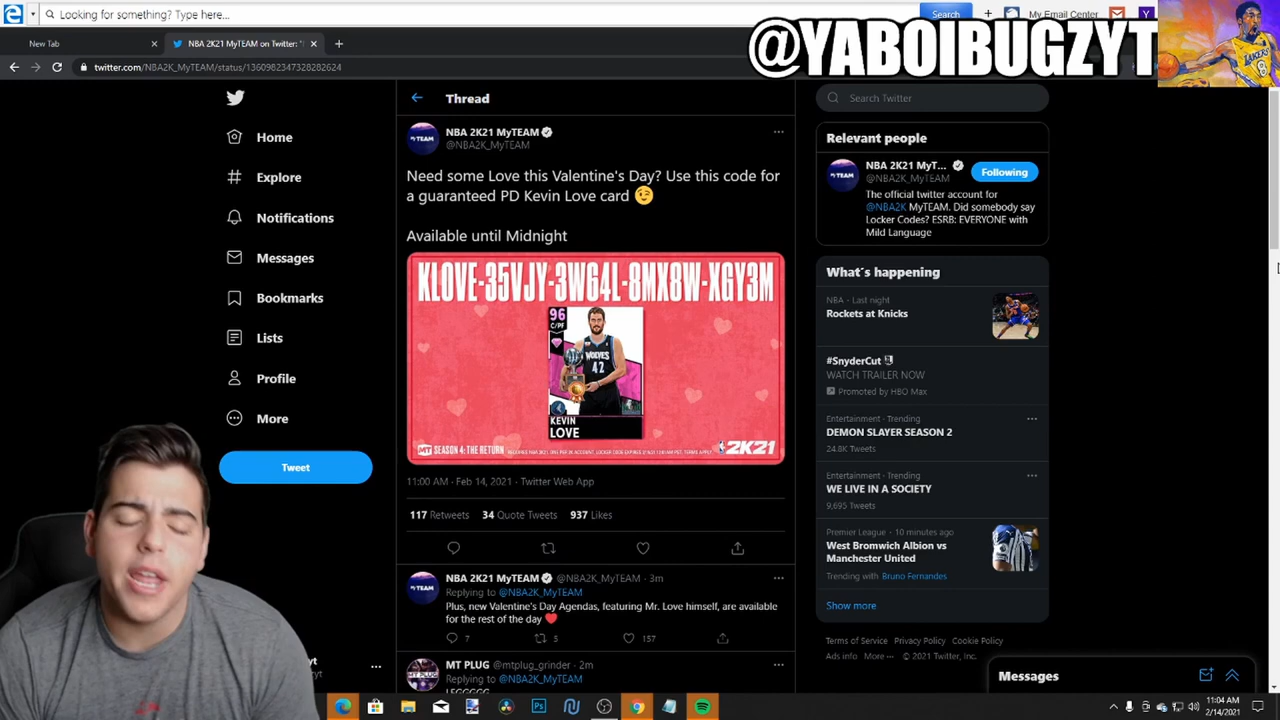 Looking for something? Type here...
Search
My Email Center
Y
New Tab
NBA 2K21 MyTEAM on Twitter: "
twitter.com/NBA2K_MyTEAM/status/1360982347328282624
@YABOIBUGZYT
LAKERS
8
Home
Explore
Notifications
Messages
Bookmarks
Lists
Profile
More
Tweet
Thread
NBA 2K21 MyTEAM
@NBA2K_MyTEAM
Need some Love this Valentine's Day? Use this code for
a guaranteed PD Kevin Love card 😉
Available until Midnight
KLOVE-35VJY-3W64L-8MX8W-XGY3M
96
C/PF
WOLVES
42
KEVIN
LOVE
MT SEASON 4: THE RETURN
2K21
11:00 AM · Feb 14, 2021 · Twitter Web App
117 Retweets 34 Quote Tweets 937 Likes
NBA 2K21 MyTEAM @NBA2K_MyTEAM · 3m
Replying to @NBA2K_MyTEAM
Plus, new Valentine's Day Agendas, featuring Mr. Love himself, are available
for the rest of the day ❤️
7 5 157
MT PLUG @mtplug_grinder · 2m
Replying to @NBA2K_MyTEAM
Search Twitter
Relevant people
NBA 2K21 MyT...
@NBA2K_MyTEAM
Following
The official twitter account for
@NBA2K MyTEAM. Did somebody say
Locker Codes? ESRB: EVERYONE with
Mild Language
What's happening
NBA · Last night
Rockets at Knicks
#SnyderCut
WATCH TRAILER NOW
Promoted by HBO Max
Entertainment · Trending
DEMON SLAYER SEASON 2
24.8K Tweets
Entertainment · Trending
WE LIVE IN A SOCIETY
9,695 Tweets
Premier League · 10 minutes ago
West Bromwich Albion vs
Manchester United
Trending with Bruno Fernandes
Show more
Terms of Service Privacy Policy Cookie Policy
Ads info More ··· © 2021 Twitter, Inc.
Messages
11:04 AM
2/14/2021